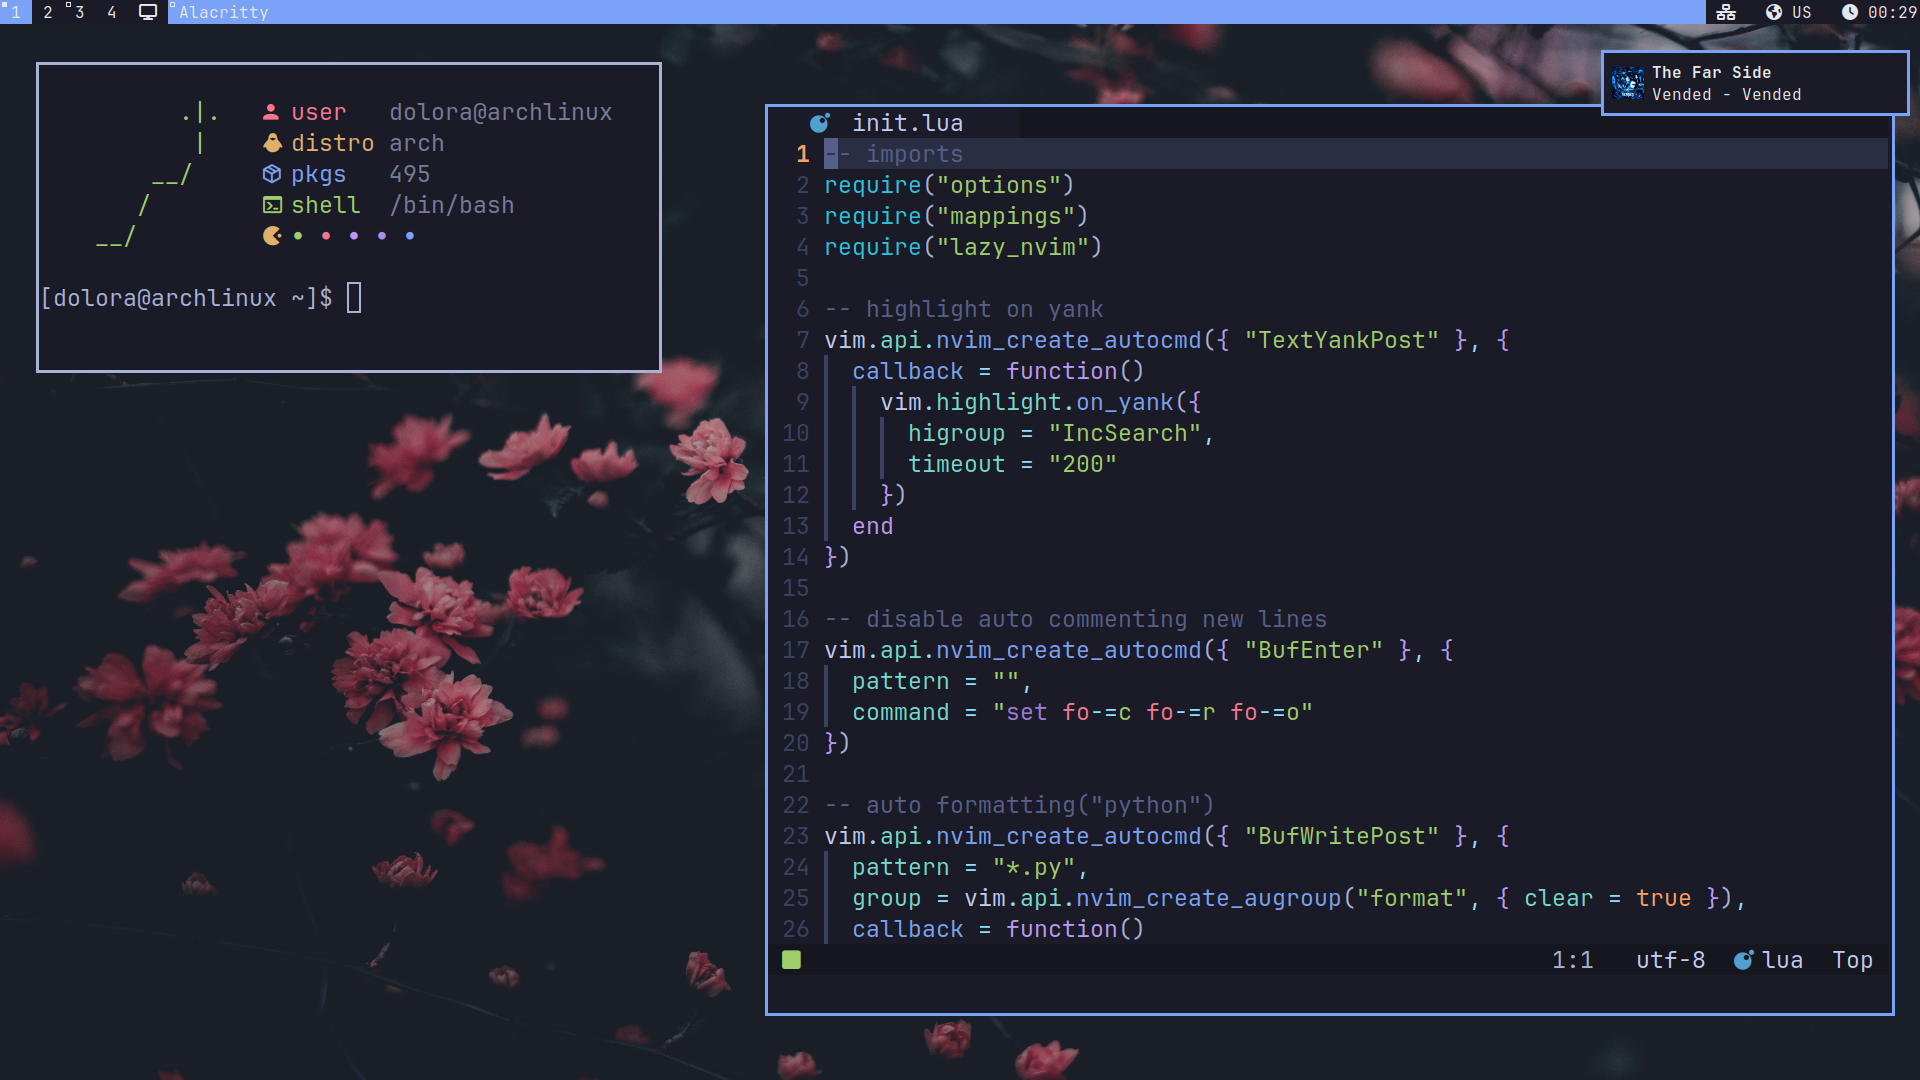 1 2 3 4 Alacritty US 00:29
The Far Side
Vended - Vended
.|.
|
__/
/
__/
user dolora@archlinux
distro arch
pkgs 495
shell /bin/bash
[dolora@archlinux ~]$
init.lua
1 -- imports
2 require("options")
3 require("mappings")
4 require("lazy_nvim")
5
6 -- highlight on yank
7 vim.api.nvim_create_autocmd({ "TextYankPost" }, {
8 callback = function()
9 vim.highlight.on_yank({
10 higroup = "IncSearch",
11 timeout = "200"
12 })
13 end
14 })
15
16 -- disable auto commenting new lines
17 vim.api.nvim_create_autocmd({ "BufEnter" }, {
18 pattern = "",
19 command = "set fo-=c fo-=r fo-=o"
20 })
21
22 -- auto formatting("python")
23 vim.api.nvim_create_autocmd({ "BufWritePost" }, {
24 pattern = "*.py",
25 group = vim.api.nvim_create_augroup("format", { clear = true }),
26 callback = function()
1:1 utf-8 lua Top